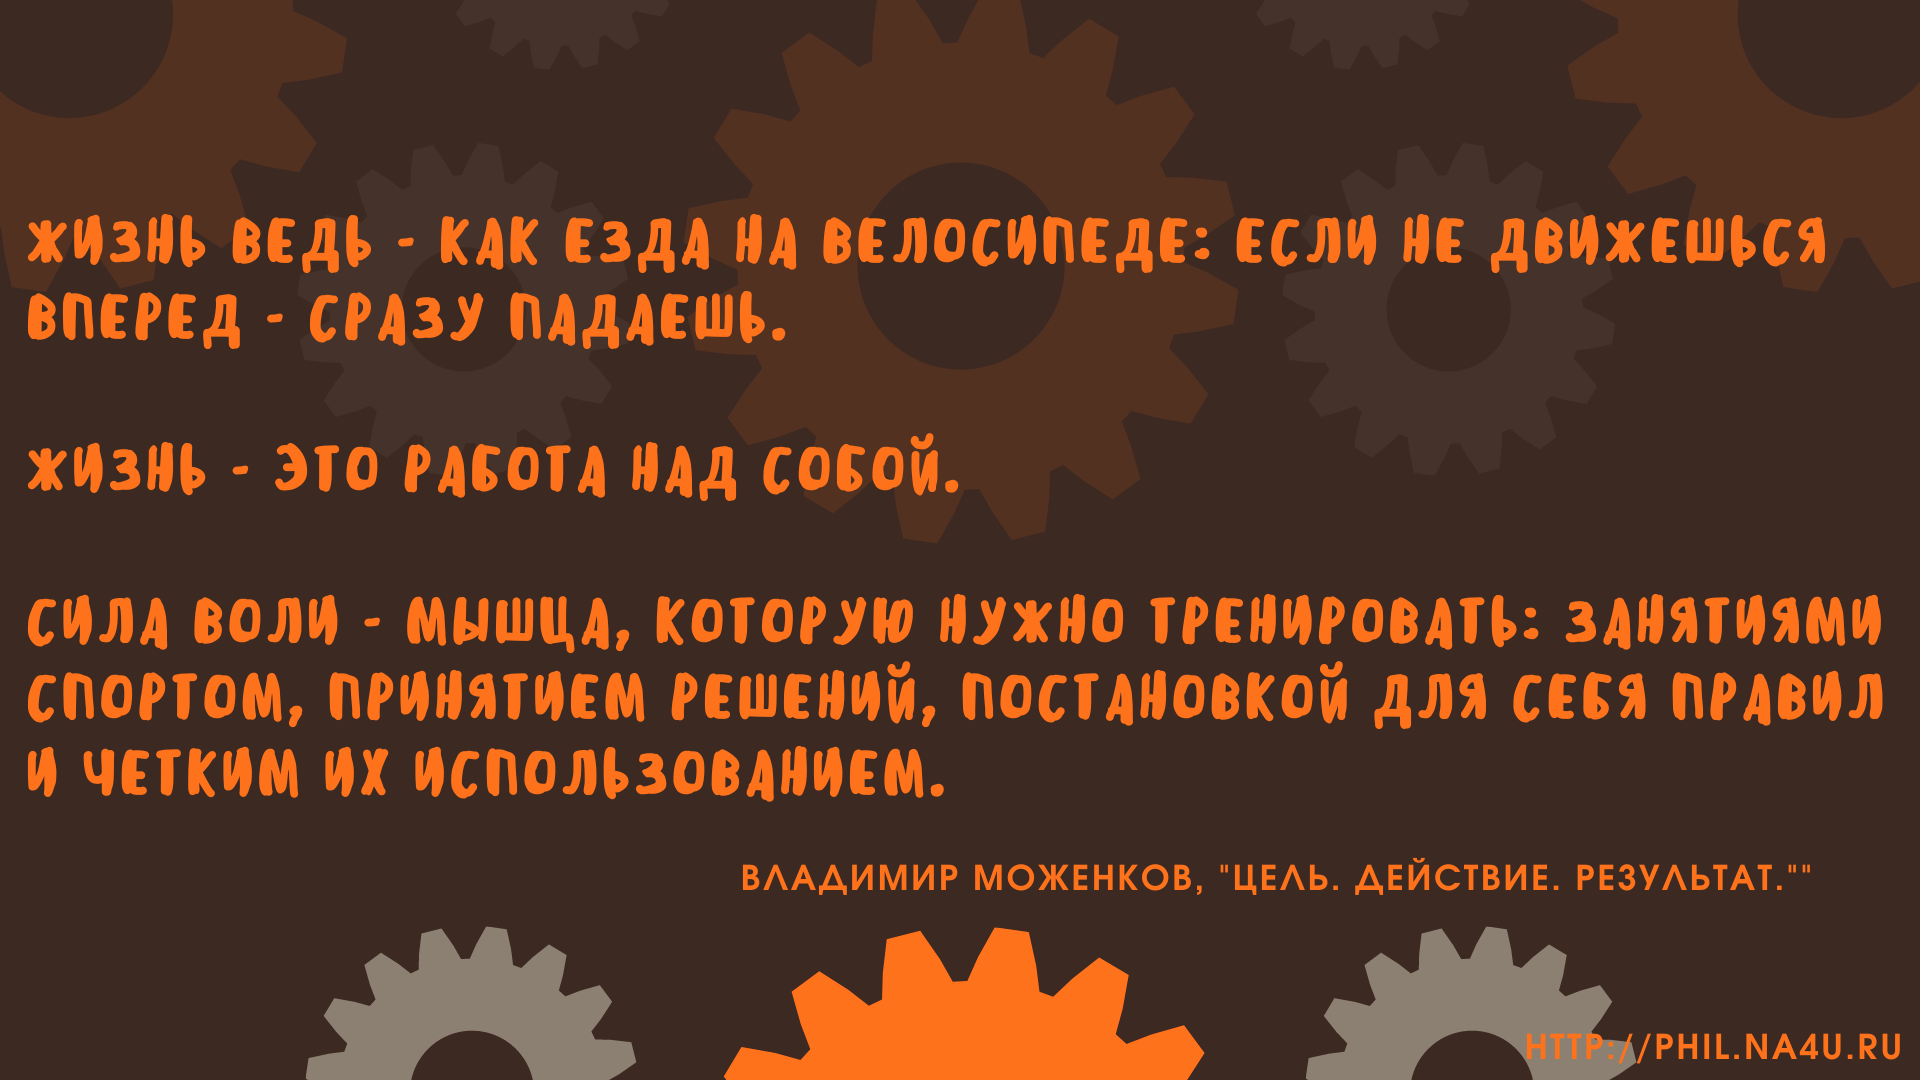 ЖИЗНЬ ВЕДЬ - КАК ЕЗДА НА ВЕЛОСИПЕДЕ: ЕСЛИ НЕ ДВИЖЕШЬСЯ
ВПЕРЕД - СРАЗУ ПАДАЕШЬ.
ЖИЗНЬ - ЭТО РАБОТА НАД СОБОЙ.
СИЛА ВОЛИ - МЫШЦА, КОТОРУЮ НУЖНО ТРЕНИРОВАТЬ: ЗАНЯТИЯМИ
СПОРТОМ, ПРИНЯТИЕМ РЕШЕНИЙ, ПОСТАНОВКОЙ ДЛЯ СЕБЯ ПРАВИЛ
И ЧЕТКИМ ИХ ИСПОЛЬЗОВАНИЕМ.
ВЛАДИМИР МОЖЕНКОВ, "ЦЕЛЬ. ДЕЙСТВИЕ. РЕЗУЛЬТАТ.""
HTTP://PHIL.NA4U.RU